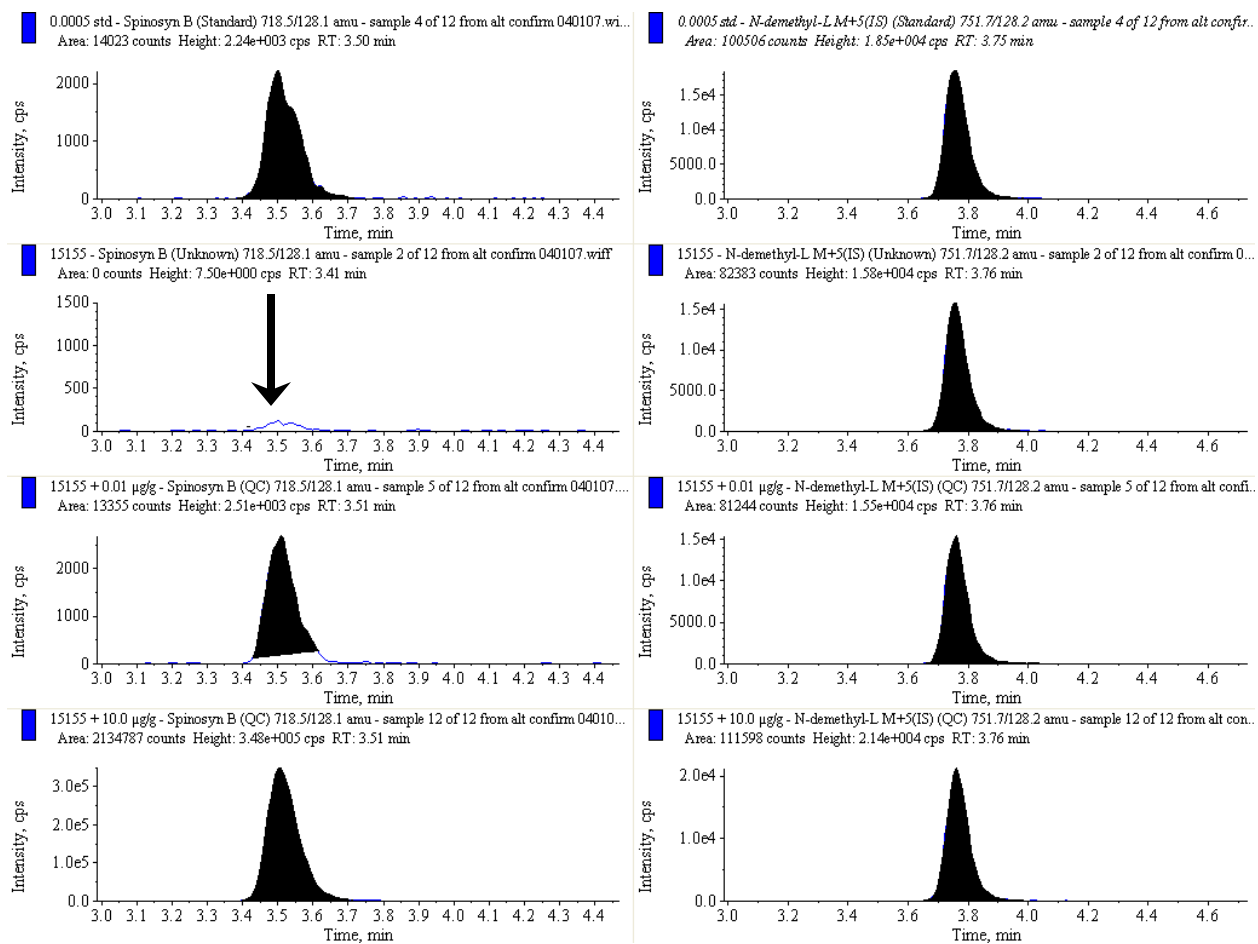 0.0005 std - Spinosyn B (Standard) 718.5/128.1 amu - sample 4 of 12 from alt confirm 040107.wi...
Area: 14023 counts Height: 2.24e+003 cps RT: 3.50 min
Intensity, cps
2000
1000
0
3.0 3.1 3.2 3.3 3.4 3.5 3.6 3.7 3.8 3.9 4.0 4.1 4.2 4.3 4.4
Time, min
0.0005 std - N-demethyl-L M+5(IS) (Standard) 751.7/128.2 amu - sample 4 of 12 from alt confir...
Area: 100506 counts Height: 1.85e+004 cps RT: 3.75 min
Intensity, cps
1.5e4
1.0e4
5000.0
0.0
3.0 3.2 3.4 3.6 3.8 4.0 4.2 4.4 4.6
Time, min
15155 - Spinosyn B (Unknown) 718.5/128.1 amu - sample 2 of 12 from alt confirm 040107.wiff
Area: 0 counts Height: 7.50e+000 cps RT: 3.41 min
Intensity, cps
1500
1000
500
0
3.0 3.1 3.2 3.3 3.4 3.5 3.6 3.7 3.8 3.9 4.0 4.1 4.2 4.3 4.4
Time, min
15155 - N-demethyl-L M+5(IS) (Unknown) 751.7/128.2 amu - sample 2 of 12 from alt confirm 0...
Area: 82383 counts Height: 1.58e+004 cps RT: 3.76 min
Intensity, cps
1.5e4
1.0e4
5000.0
0.0
3.0 3.2 3.4 3.6 3.8 4.0 4.2 4.4 4.6
Time, min
15155 + 0.01 µg/g - Spinosyn B (QC) 718.5/128.1 amu - sample 5 of 12 from alt confirm 040107....
Area: 13355 counts Height: 2.51e+003 cps RT: 3.51 min
Intensity, cps
2000
1000
0
3.0 3.1 3.2 3.3 3.4 3.5 3.6 3.7 3.8 3.9 4.0 4.1 4.2 4.3 4.4
Time, min
15155 + 0.01 µg/g - N-demethyl-L M+5(IS) (QC) 751.7/128.2 amu - sample 5 of 12 from alt confi...
Area: 81244 counts Height: 1.55e+004 cps RT: 3.76 min
Intensity, cps
1.5e4
1.0e4
5000.0
0.0
3.0 3.2 3.4 3.6 3.8 4.0 4.2 4.4 4.6
Time, min
15155 + 10.0 µg/g - Spinosyn B (QC) 718.5/128.1 amu - sample 12 of 12 from alt confirm 04010...
Area: 2134787 counts Height: 3.48e+005 cps RT: 3.51 min
Intensity, cps
3.0e5
2.0e5
1.0e5
0.0
3.0 3.1 3.2 3.3 3.4 3.5 3.6 3.7 3.8 3.9 4.0 4.1 4.2 4.3 4.4
Time, min
15155 + 10.0 µg/g - N-demethyl-L M+5(IS) (QC) 751.7/128.2 amu - sample 12 of 12 from alt con...
Area: 111598 counts Height: 2.14e+004 cps RT: 3.76 min
Intensity, cps
2.0e4
1.0e4
0.0
3.0 3.2 3.4 3.6 3.8 4.0 4.2 4.4 4.6
Time, min